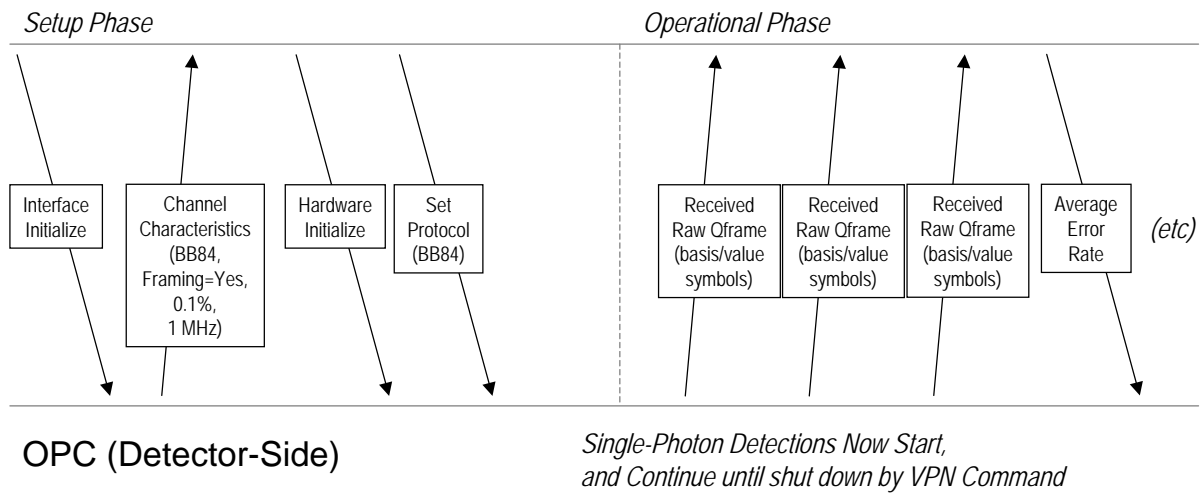 Setup Phase
Operational Phase
Interface
Initialize
Channel
Characteristics
(BB84,
Framing=Yes,
0.1%,
1 MHz)
Hardware
Initialize
Set
Protocol
(BB84)
Received
Raw Qframe
(basis/value
symbols)
Received
Raw Qframe
(basis/value
symbols)
Received
Raw Qframe
(basis/value
symbols)
Average
Error
Rate
(etc)
OPC (Detector-Side)
Single-Photon Detections Now Start,
and Continue until shut down by VPN Command